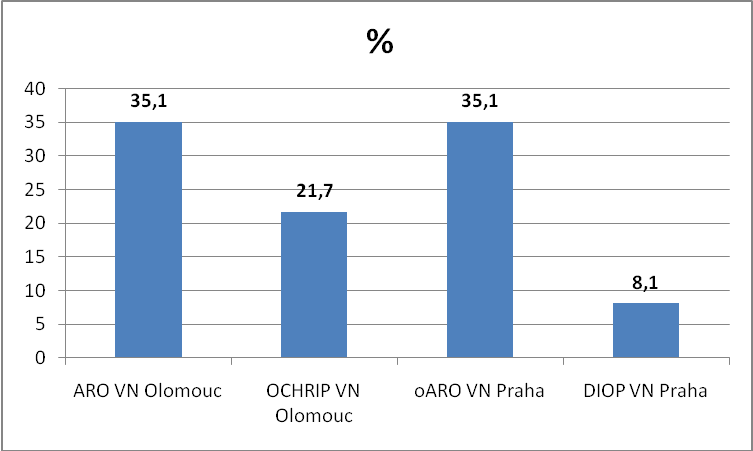 %
40
35
30
25
20
15
10
5
0
35,1
21,7
35,1
8,1
ARO VN Olomouc
OCHRIP VN
Olomouc
oARO VN Praha
DIOP VN Praha